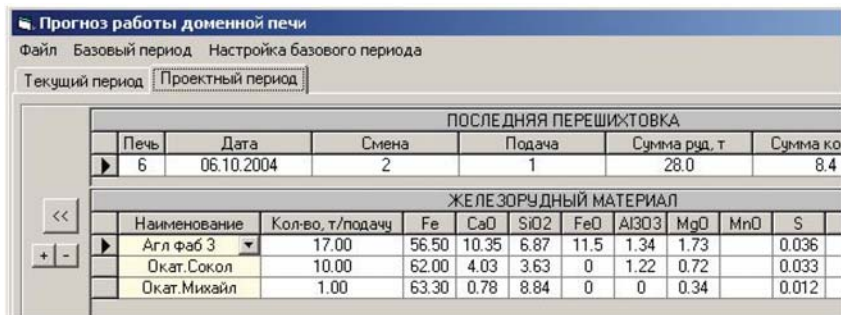 Прогноз работы доменной печи
Файл Базовый период Настройка базового периода
Текущий период Проектный период
ПОСЛЕДНЯЯ ПЕРЕШИХТОВКА
Печь Дата Смена Подача Сумма руд, т Сумма ко
6 06.10.2004 2 1 28.0 8.4
ЖЕЛЕЗОРУДНЫЙ МАТЕРИАЛ
<< Наименование Кол-во, т/подачу Fe CaO SiO2 FeO Al3O3 MgO MnO S
+ - Агл фаб 3 17.00 56.50 10.35 6.87 11.5 1.34 1.73 0.036
Окат.Сокол 10.00 62.00 4.03 3.63 0 1.22 0.72 0.033
Окат.Михайл 1.00 63.30 0.78 8.84 0 0 0.34 0.012